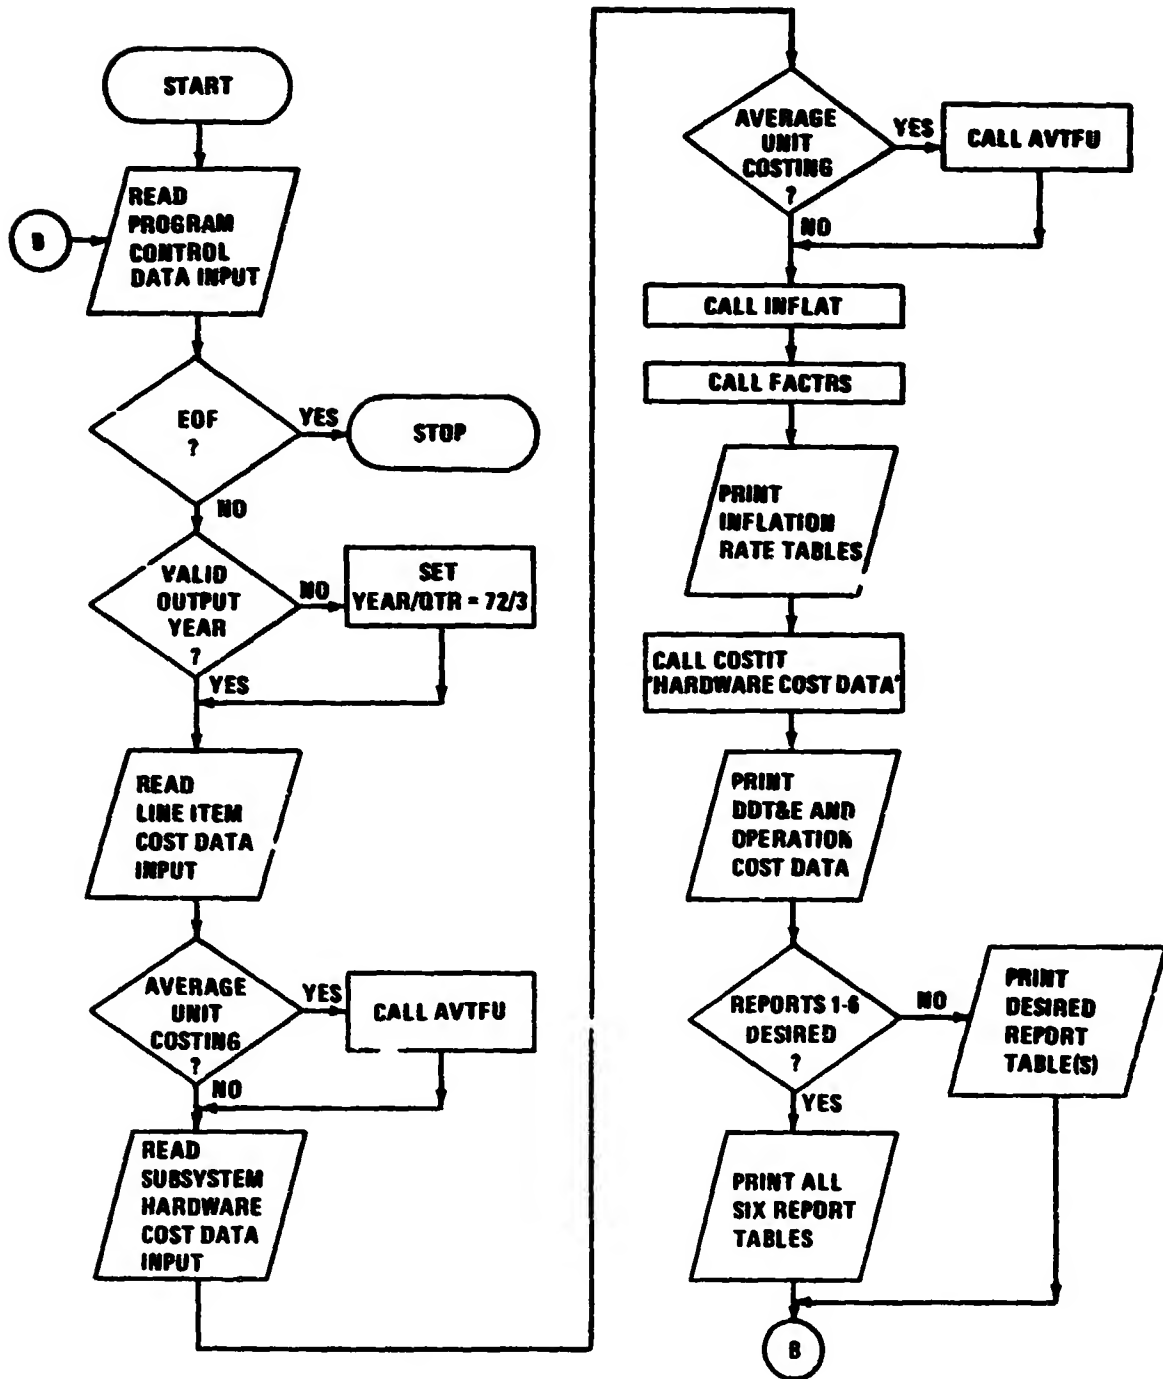 START
READ
PROGRAM
CONTROL
DATA INPUT
B
EOF
?
YES
STOP
NO
VALID
OUTPUT
YEAR
?
NO
SET
YEAR/QTR = 72/3
YES
READ
LINE ITEM
COST DATA
INPUT
AVERAGE
UNIT
COSTING
?
YES
CALL AVTFU
NO
READ
SUBSYSTEM
HARDWARE
COST DATA
INPUT
AVERAGE
UNIT
COSTING
?
YES
CALL AVTFU
NO
CALL INFLAT
CALL FACTRS
PRINT
INFLATION
RATE TABLES
CALL COSTIT
"HARDWARE COST DATA"
PRINT
DDT&E AND
OPERATION
COST DATA
REPORTS 1-6
DESIRED
?
NO
PRINT
DESIRED
REPORT
TABLE(S)
YES
PRINT ALL
SIX REPORT
TABLES
B